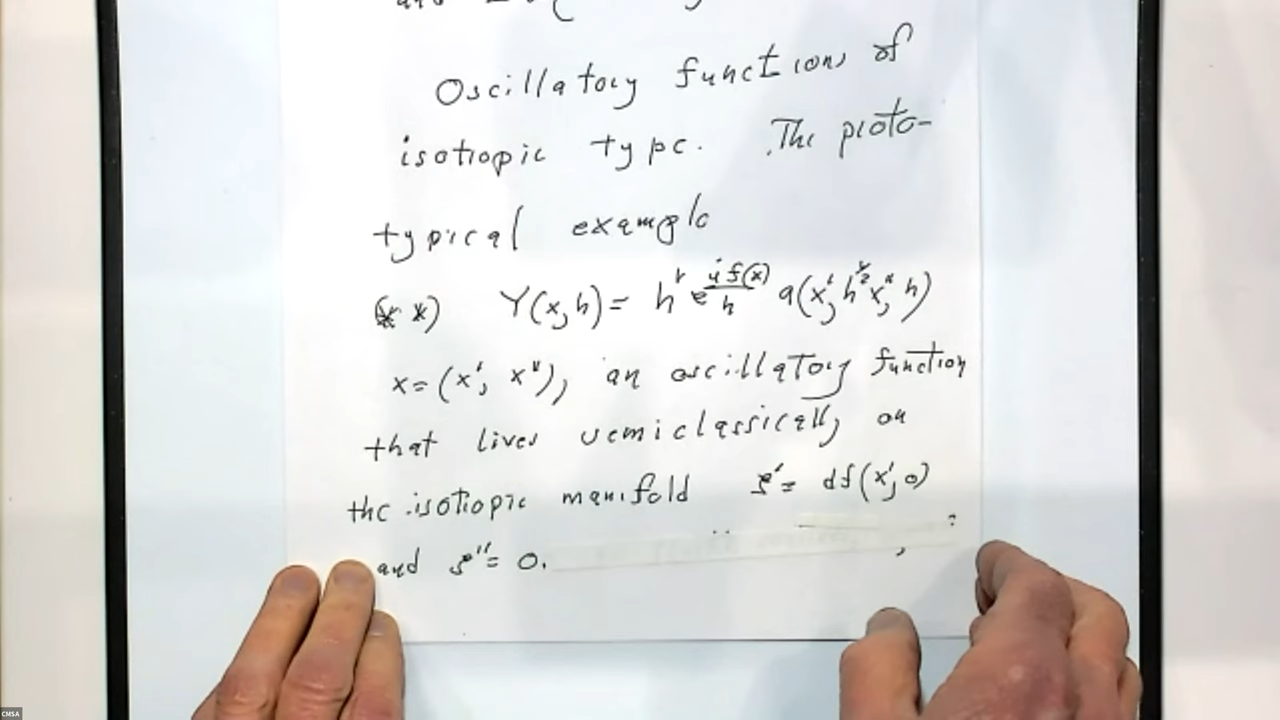 Oscillatory functions of
isotropic type. The proto-
typical example
(**) Υ(x, h) = h^r e^{i f(x)/h} a(x', h^{1/2} x'', h)
x = (x', x''), an oscillatory function
that lives semiclassically on
the isotropic manifold ξ' = df(x', 0)
and ξ'' = 0.
CMSA